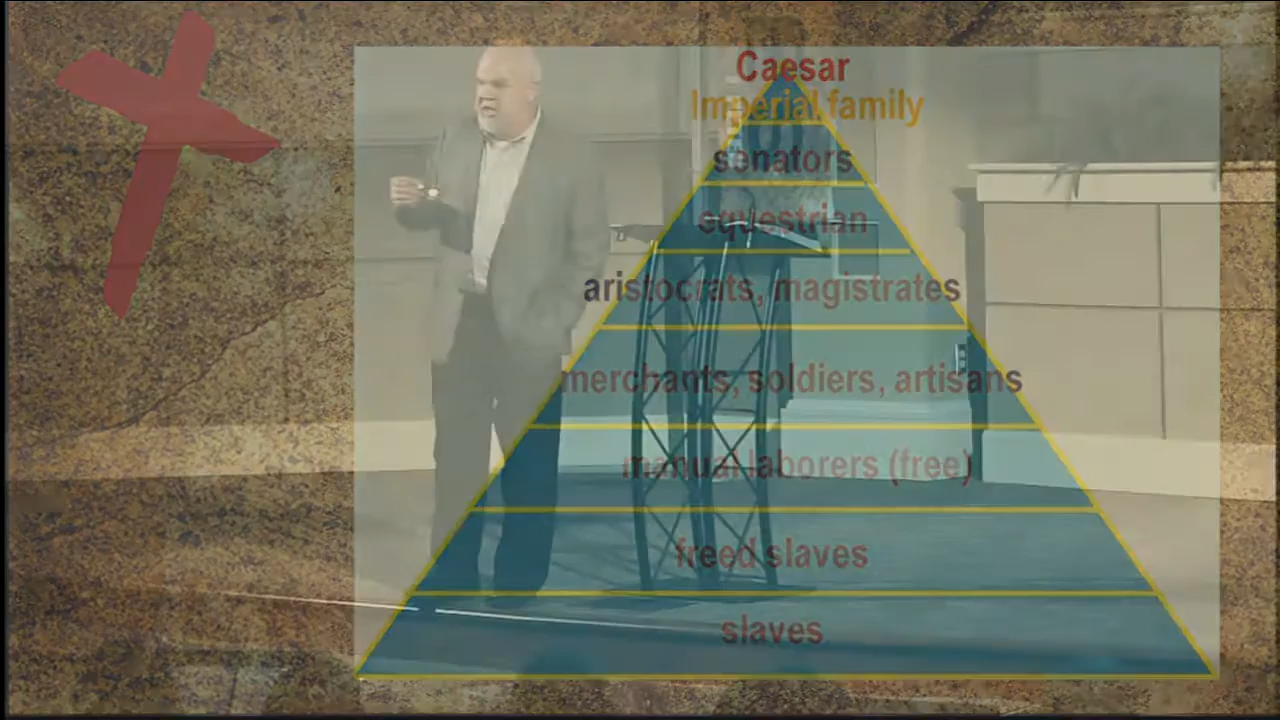 Caesar
Imperial family
senators
equestrian
aristocrats, magistrates
merchants, soldiers, artisans
manual laborers (free)
freed slaves
slaves